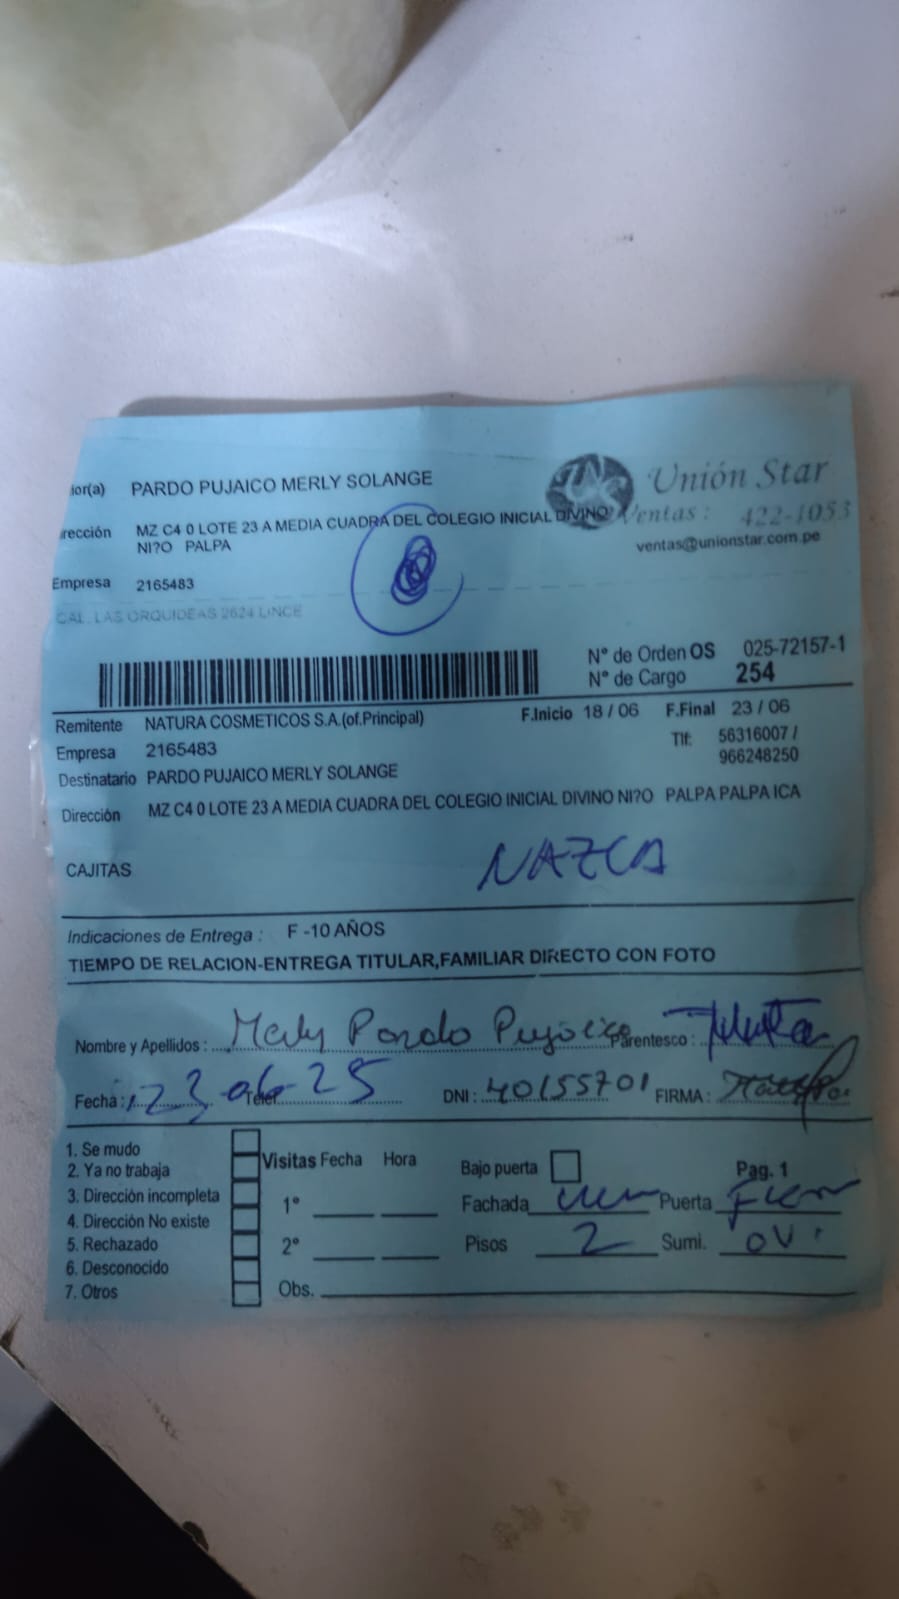 ior(a) PARDO PUJAICO MERLY SOLANGE
Unión Star
irección MZ C4 0 LOTE 23 A MEDIA CUADRA DEL COLEGIO INICIAL DIVINO
NI?O PALPA
Ventas: 422-1053
ventas@unionstar.com.pe
Empresa 2165483
CAL. LAS ORQUIDEAS 2624 LINCE
N° de Orden OS 025-72157-1
N° de Cargo 254
Remitente NATURA COSMETICOS S.A.(of.Principal) F.Inicio 18 / 06 F.Final 23 / 06
Empresa 2165483 Tlf: 56316007 /
966248250
Destinatario PARDO PUJAICO MERLY SOLANGE
Dirección MZ C4 0 LOTE 23 A MEDIA CUADRA DEL COLEGIO INICIAL DIVINO NI?O PALPA PALPA ICA
CAJITAS NAZCA
Indicaciones de Entrega : F -10 AÑOS
TIEMPO DE RELACION-ENTREGA TITULAR,FAMILIAR DIRECTO CON FOTO
Nombre y Apellidos : Merly Pardo Pujaico Parentesco :
Fecha : 23 06 25 Telef. DNI : 40155701 FIRMA :
1. Se mudo
2. Ya no trabaja
3. Dirección incompleta
4. Dirección No existe
5. Rechazado
6. Desconocido
7. Otros
Visitas Fecha Hora
1°
2°
Obs.
Bajo puerta Pag. 1
Fachada Puerta
Pisos 2 Sumi.